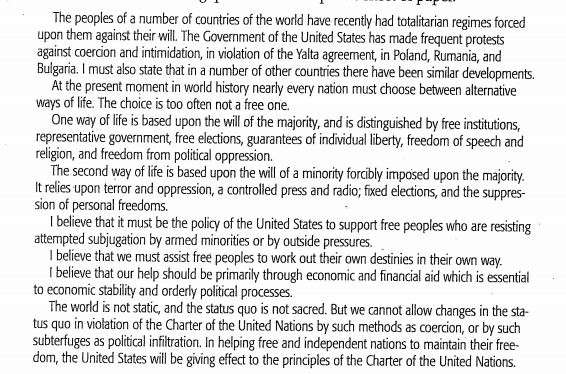 The peoples of a number of countries of the world have recently had totalitarian regimes forced
upon them against their will. The Government of the United States has made frequent protests
against coercion and intimidation, in violation of the Yalta agreement, in Poland, Rumania, and
Bulgaria. I must also state that in a number of other countries there have been similar developments.
At the present moment in world history nearly every nation must choose between alternative
ways of life. The choice is too often not a free one.
One way of life is based upon the will of the majority, and is distinguished by free institutions,
representative government, free elections, guarantees of individual liberty, freedom of speech and
religion, and freedom from political oppression.
The second way of life is based upon the will of a minority forcibly imposed upon the majority.
It relies upon terror and oppression, a controlled press and radio; fixed elections, and the suppres-
sion of personal freedoms.
I believe that it must be the policy of the United States to support free peoples who are resisting
attempted subjugation by armed minorities or by outside pressures.
I believe that we must assist free peoples to work out their own destinies in their own way.
I believe that our help should be primarily through economic and financial aid which is essential
to economic stability and orderly political processes.
The world is not static, and the status quo is not sacred. But we cannot allow changes in the sta-
tus quo in violation of the Charter of the United Nations by such methods as coercion, or by such
subterfuges as political infiltration. In helping free and independent nations to maintain their free-
dom, the United States will be giving effect to the principles of the Charter of the United Nations.